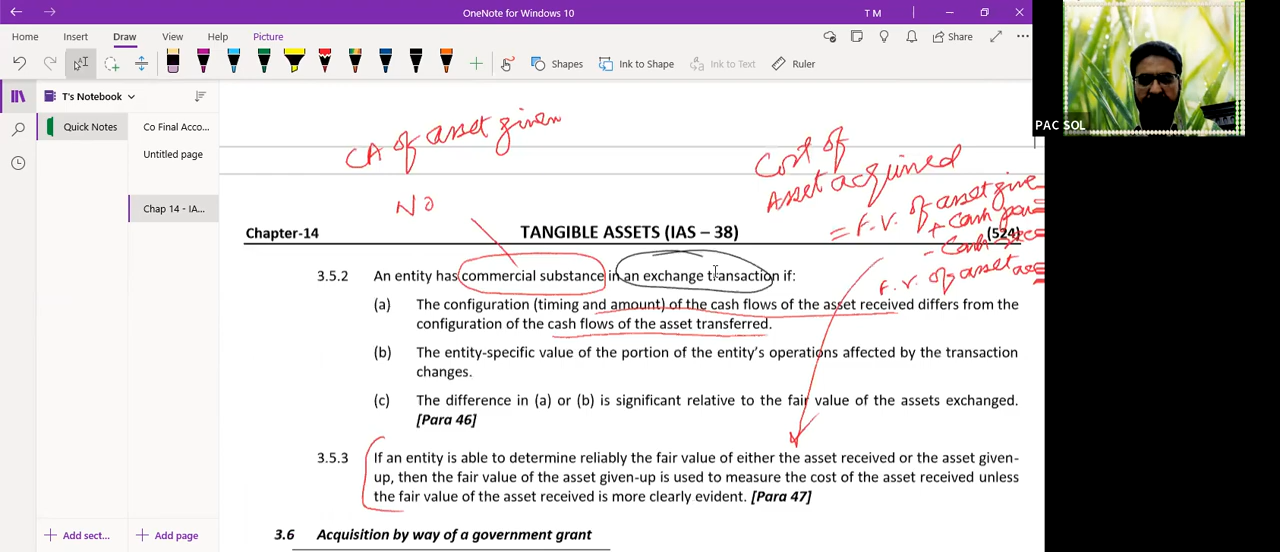 OneNote for Windows 10
T M
Home Insert Draw View Help Picture
Share
Shapes Ink to Shape Ink to Text Ruler
T's Notebook
Quick Notes
Co Final Acco...
Untitled page
Chap 14 - IA...
Add sect...
Add page
PAC SOL
CA of asset given
NO
Cost of
Asset acquired
= F.V. of asset give
+ Cash
- Cash
F.V. of asset
Chapter-14 TANGIBLE ASSETS (IAS – 38) (524)
3.5.2 An entity has commercial substance in an exchange transaction if:
(a) The configuration (timing and amount) of the cash flows of the asset received differs from the
configuration of the cash flows of the asset transferred.
(b) The entity-specific value of the portion of the entity's operations affected by the transaction
changes.
(c) The difference in (a) or (b) is significant relative to the fair value of the assets exchanged.
[Para 46]
3.5.3 If an entity is able to determine reliably the fair value of either the asset received or the asset given-
up, then the fair value of the asset given-up is used to measure the cost of the asset received unless
the fair value of the asset received is more clearly evident. [Para 47]
3.6 Acquisition by way of a government grant